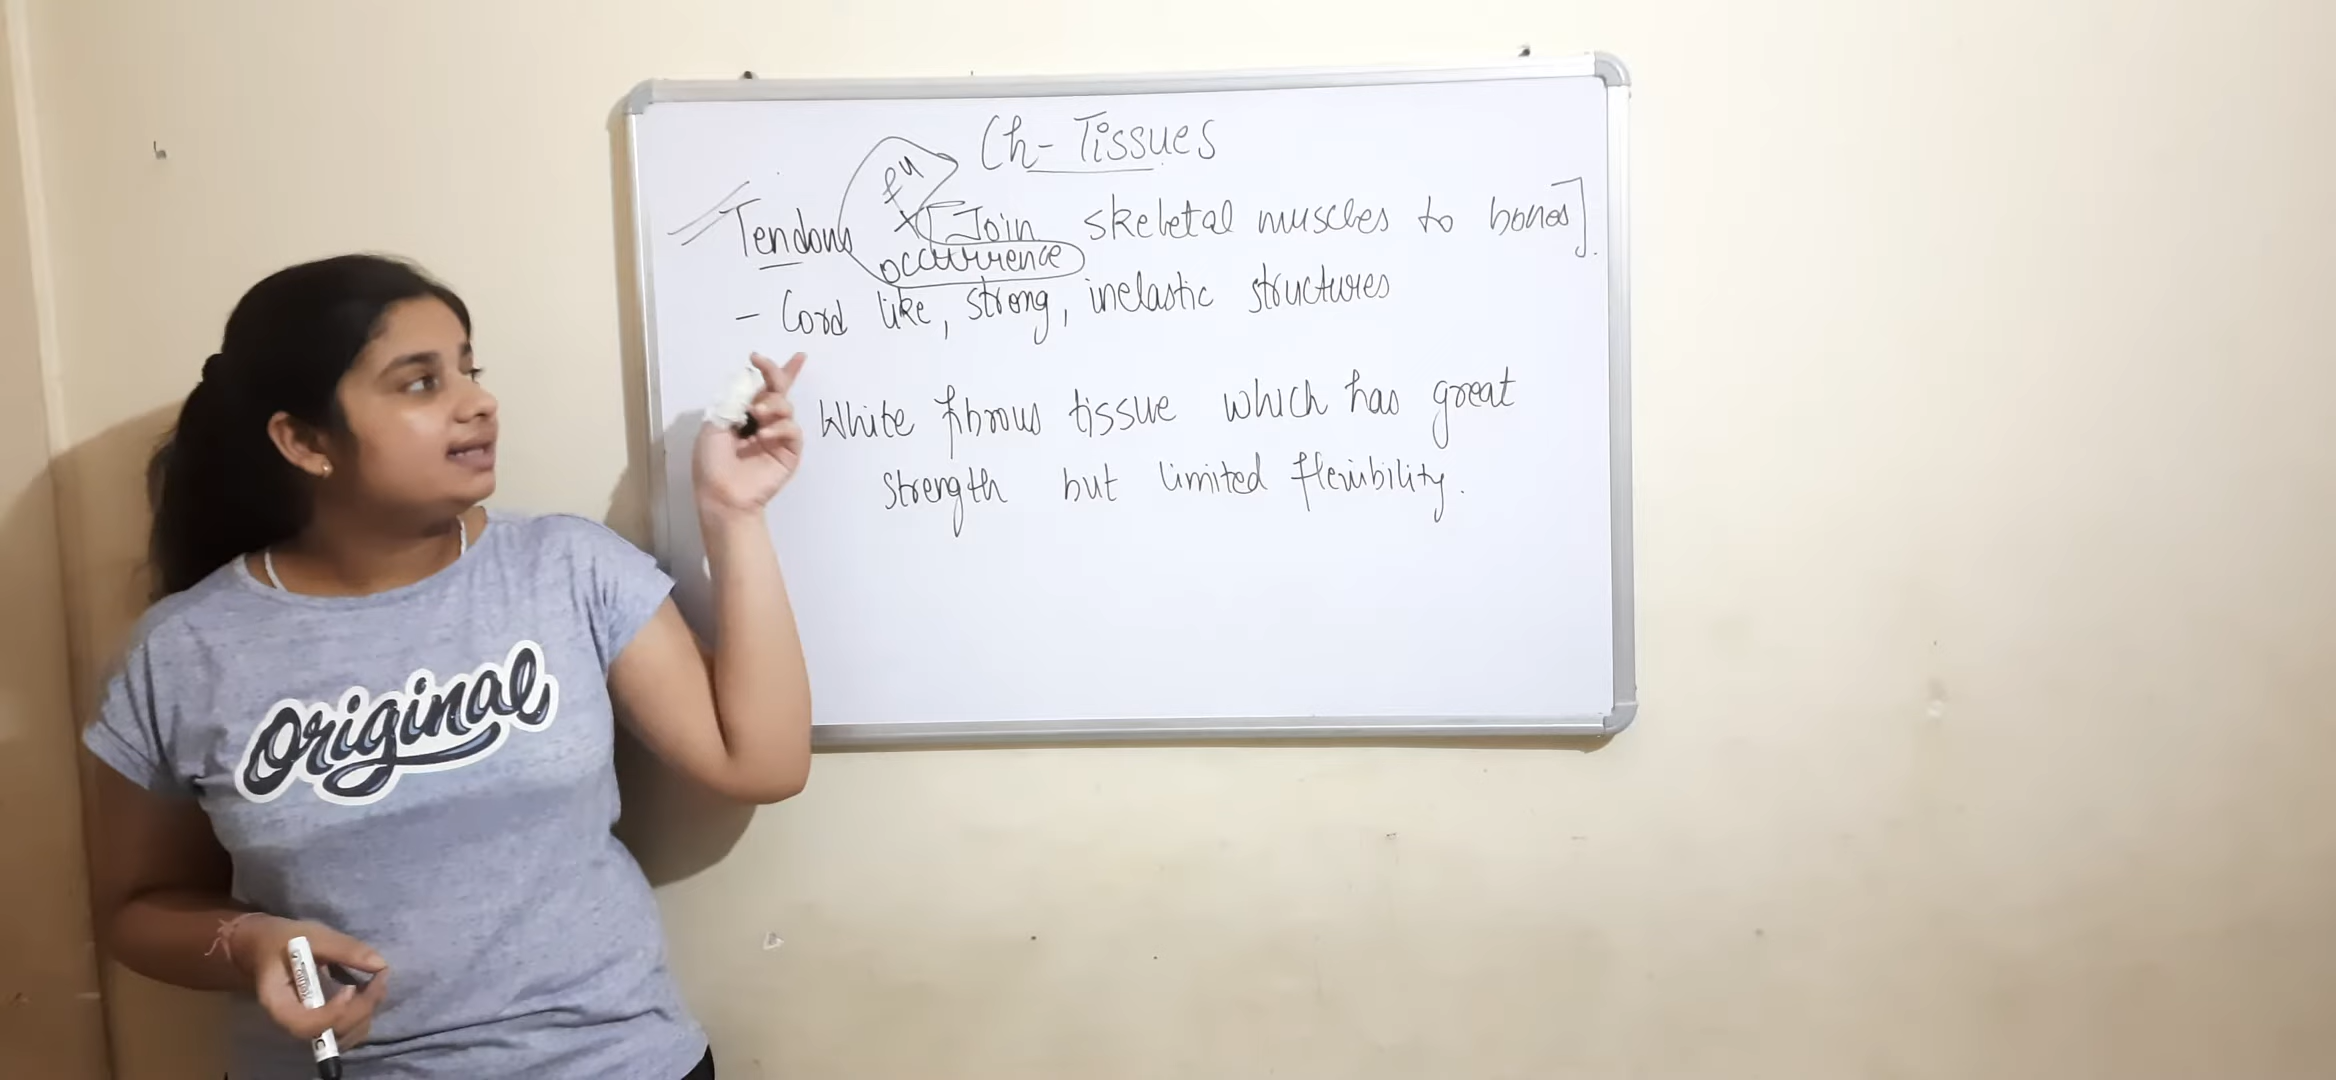 Ch - Tissues
fⁿ
Tendons [Join skeletal muscles to bones].
occurrence
- Cord like, strong, inelastic structures
White fibrous tissue which has great
strength but limited flexibility.
Original